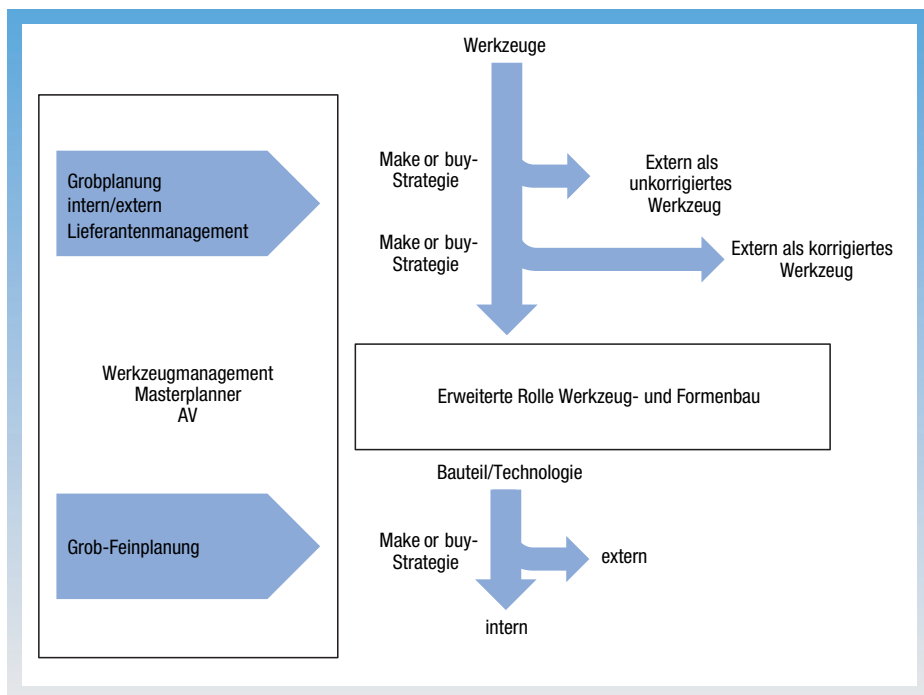 Werkzeuge
Grobplanung
intern/extern
Lieferantenmanagement
Make or buy-
Strategie
Extern als
unkorrigiertes
Werkzeug
Make or buy-
Strategie
Extern als korrigiertes
Werkzeug
Werkzeugmanagement
Masterplanner
AV
Erweiterte Rolle Werkzeug- und Formenbau
Bauteil/Technologie
Grob-Feinplanung
Make or buy-
Strategie
extern
intern